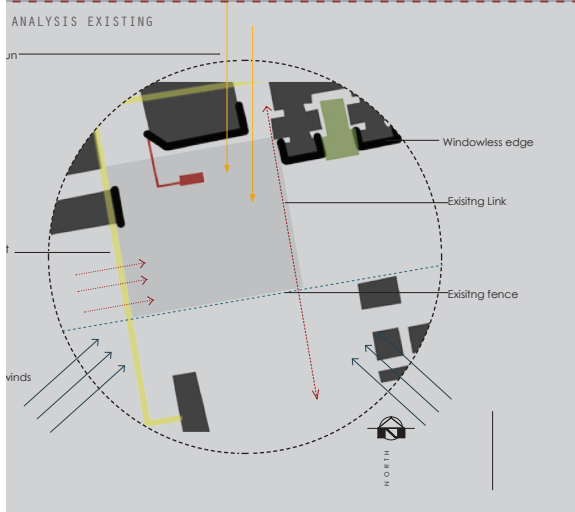 ANALYSIS EXISTING
un
Windowless edge
Exisitng Link
t
Exisitng fence
winds
NORTH